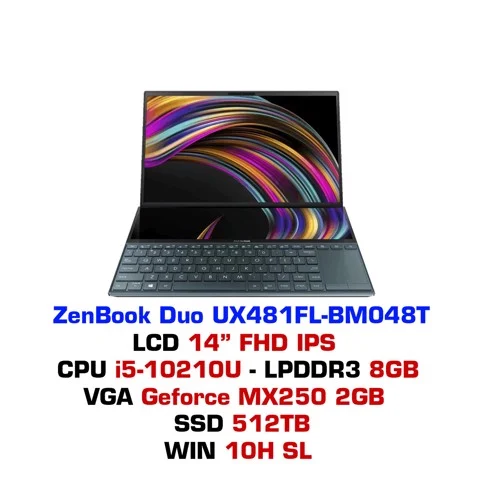 ZenBook Duo UX481FL-BM048T
LCD 14” FHD IPS
CPU i5-10210U - LPDDR3 8GB
VGA Geforce MX250 2GB
SSD 512TB
WIN 10H SL